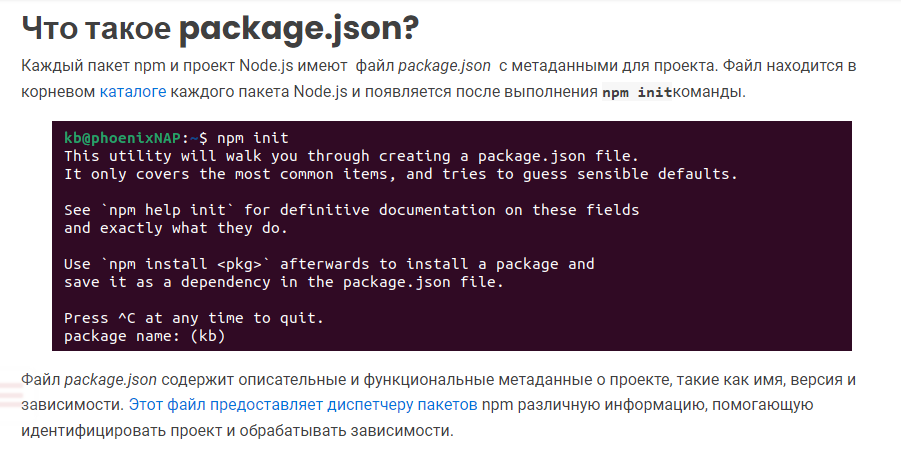 Что такое package.json?
Каждый пакет npm и проект Node.js имеют файл package.json с метаданными для проекта. Файл находится в
корневом каталоге каждого пакета Node.js и появляется после выполнения npm initкоманды.
kb@phoenixNAP:~$ npm init
This utility will walk you through creating a package.json file.
It only covers the most common items, and tries to guess sensible defaults.
See `npm help init` for definitive documentation on these fields
and exactly what they do.
Use `npm install <pkg>` afterwards to install a package and
save it as a dependency in the package.json file.
Press ^C at any time to quit.
package name: (kb)
Файл package.json содержит описательные и функциональные метаданные о проекте, такие как имя, версия и
зависимости. Этот файл предоставляет диспетчеру пакетов npm различную информацию, помогающую
идентифицировать проект и обрабатывать зависимости.